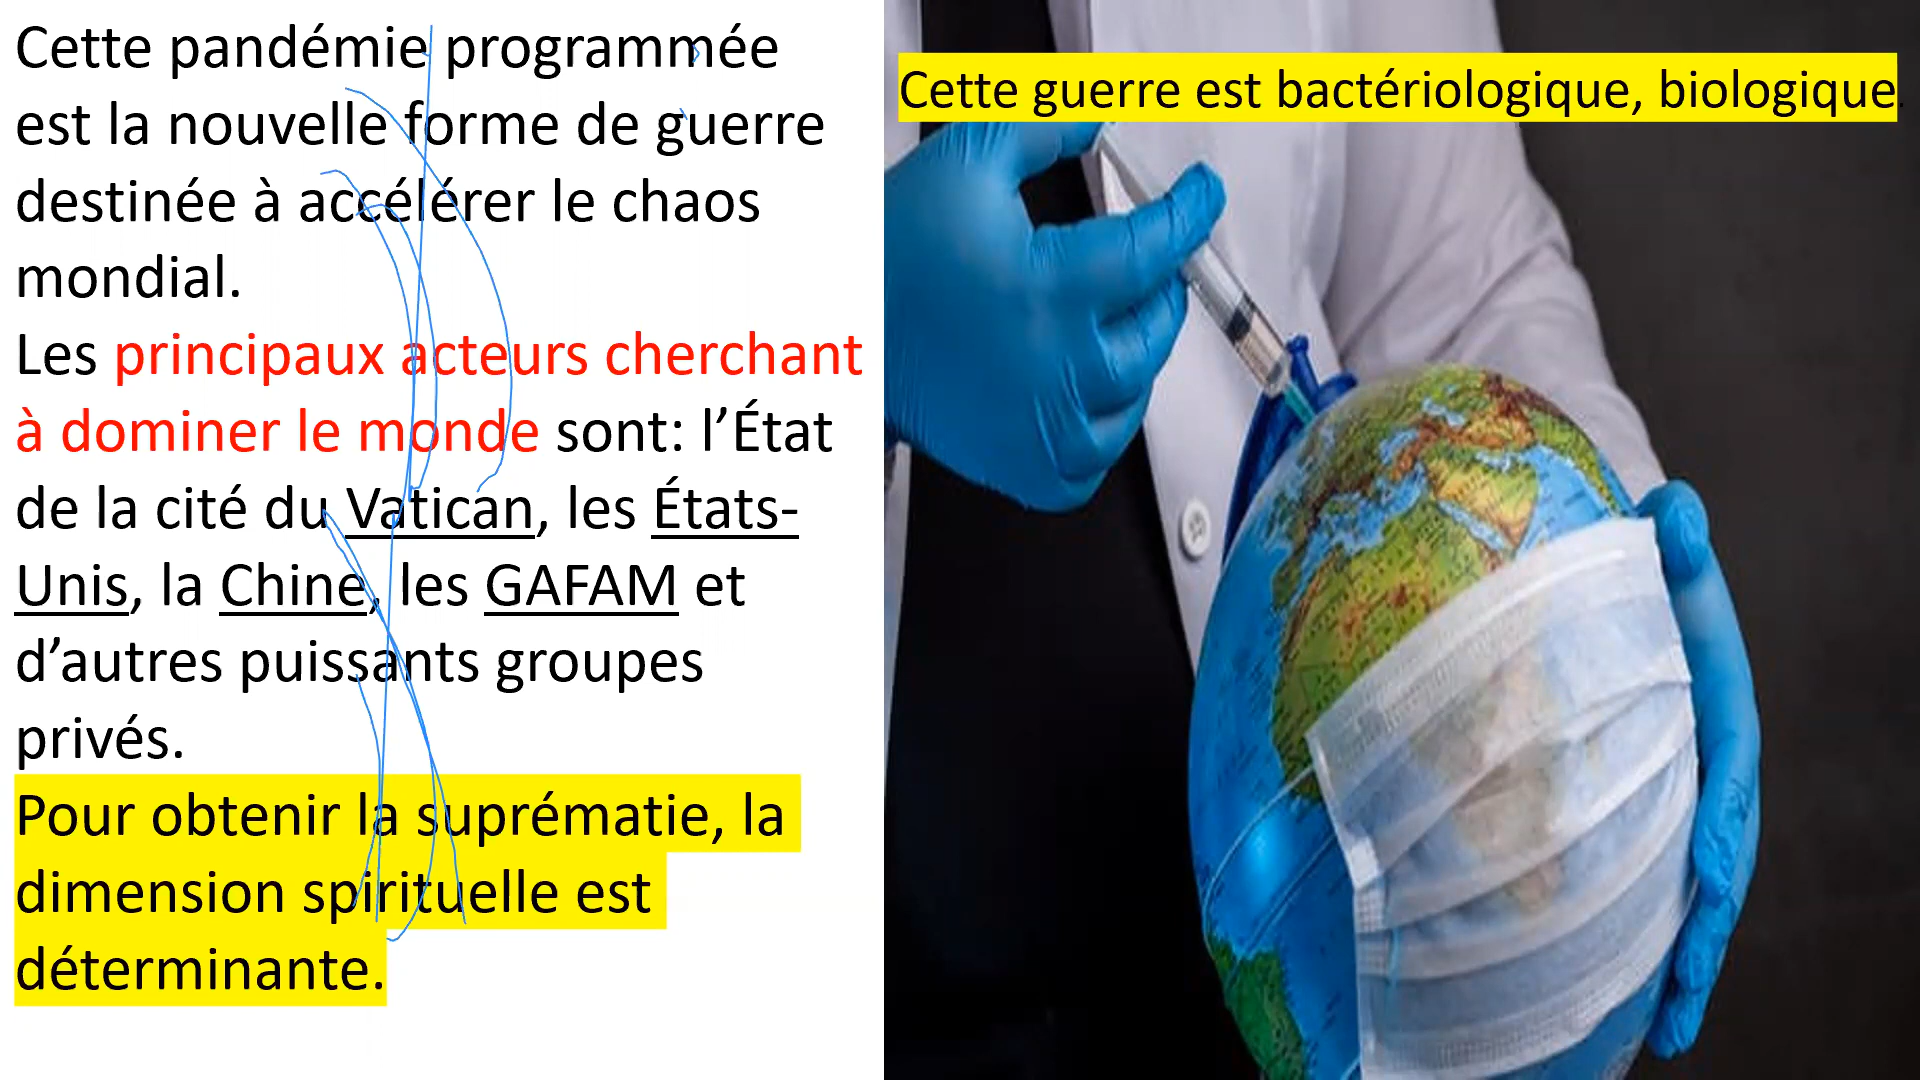 Cette pandémie programmée
est la nouvelle forme de guerre
destinée à accélérer le chaos
mondial.
Les principaux acteurs cherchant
à dominer le monde sont: l’État
de la cité du Vatican, les États-
Unis, la Chine, les GAFAM et
d’autres puissants groupes
privés.
Pour obtenir la suprématie, la
dimension spirituelle est
déterminante.
Cette guerre est bactériologique, biologique.